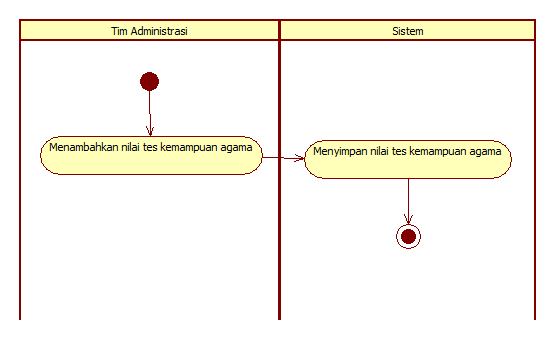 Tim Administrasi
Sistem
Menambahkan nilai tes kemampuan agama
Menyimpan nilai tes kemampuan agama